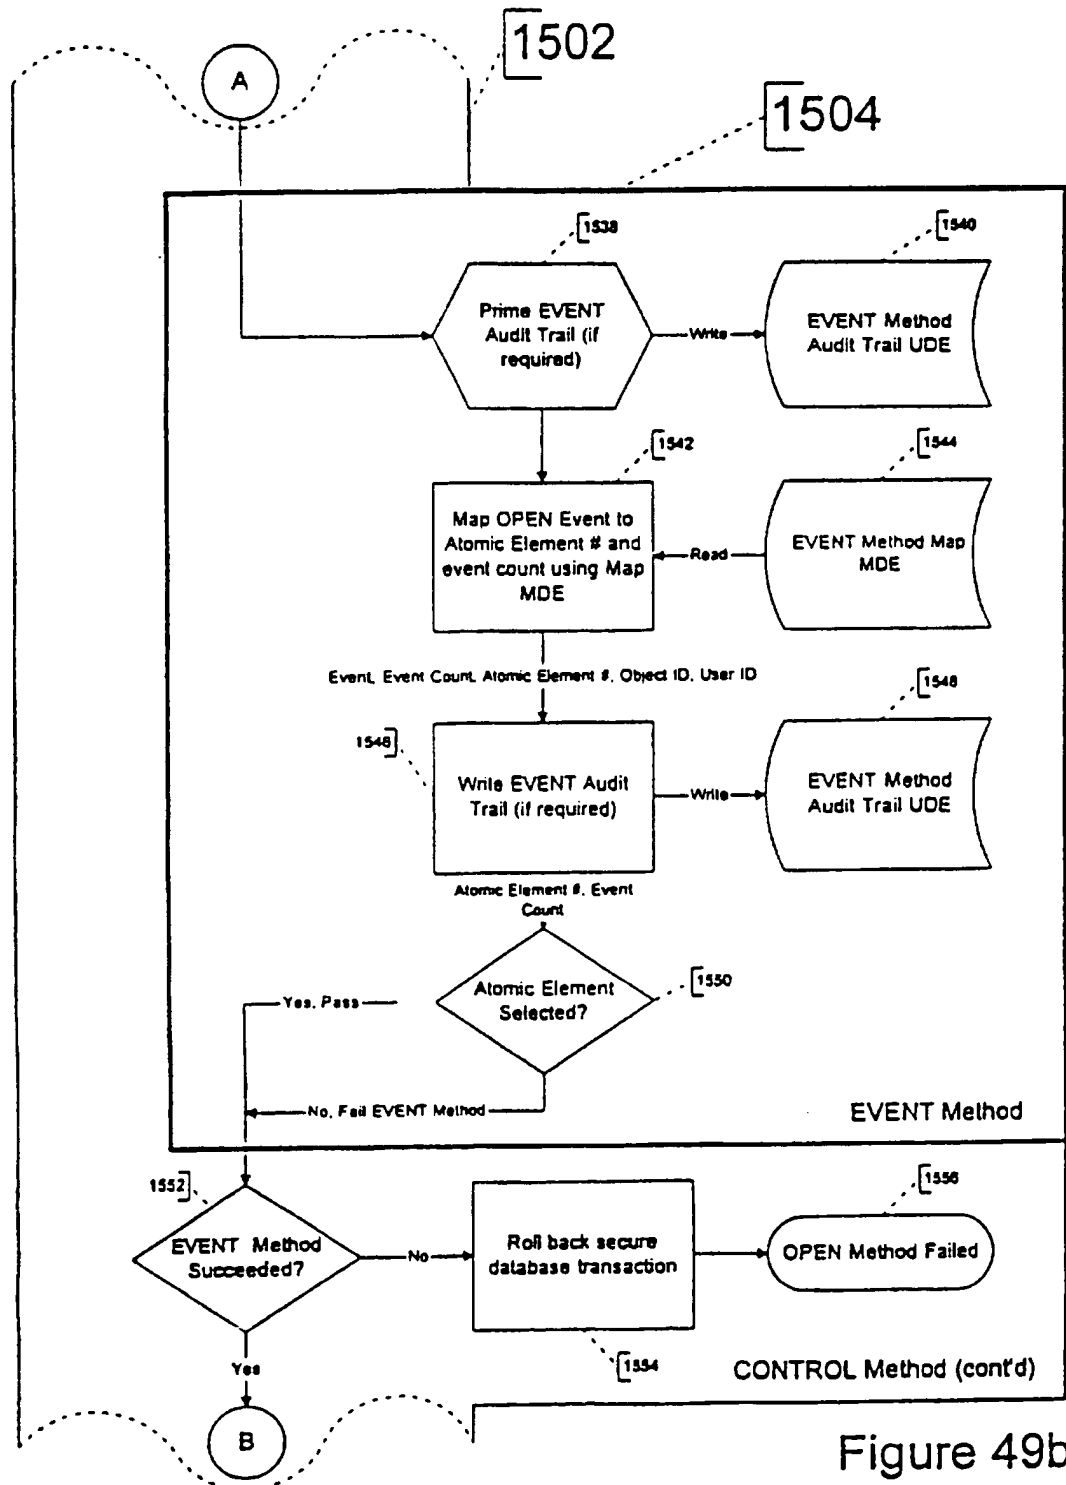 1502
A
1504
1538
1540
Prime EVENT
Audit Trail (if
required)
Write
EVENT Method
Audit Trail UDE
1542
1544
Map OPEN Event to
Atomic Element # and
event count using Map
MDE
Read
EVENT Method Map
MDE
Event, Event Count, Atomic Element #, Object ID, User ID
1548
1546
Write EVENT Audit
Trail (if required)
Write
EVENT Method
Audit Trail UDE
Atomic Element #, Event
Count
1550
Atomic Element
Selected?
Yes, Pass
No, Fail EVENT Method
EVENT Method
1552
1556
EVENT Method
Succeeded?
No
Roll back secure
database transaction
OPEN Method Failed
Yes
1554
CONTROL Method (cont'd)
B
Figure 49b